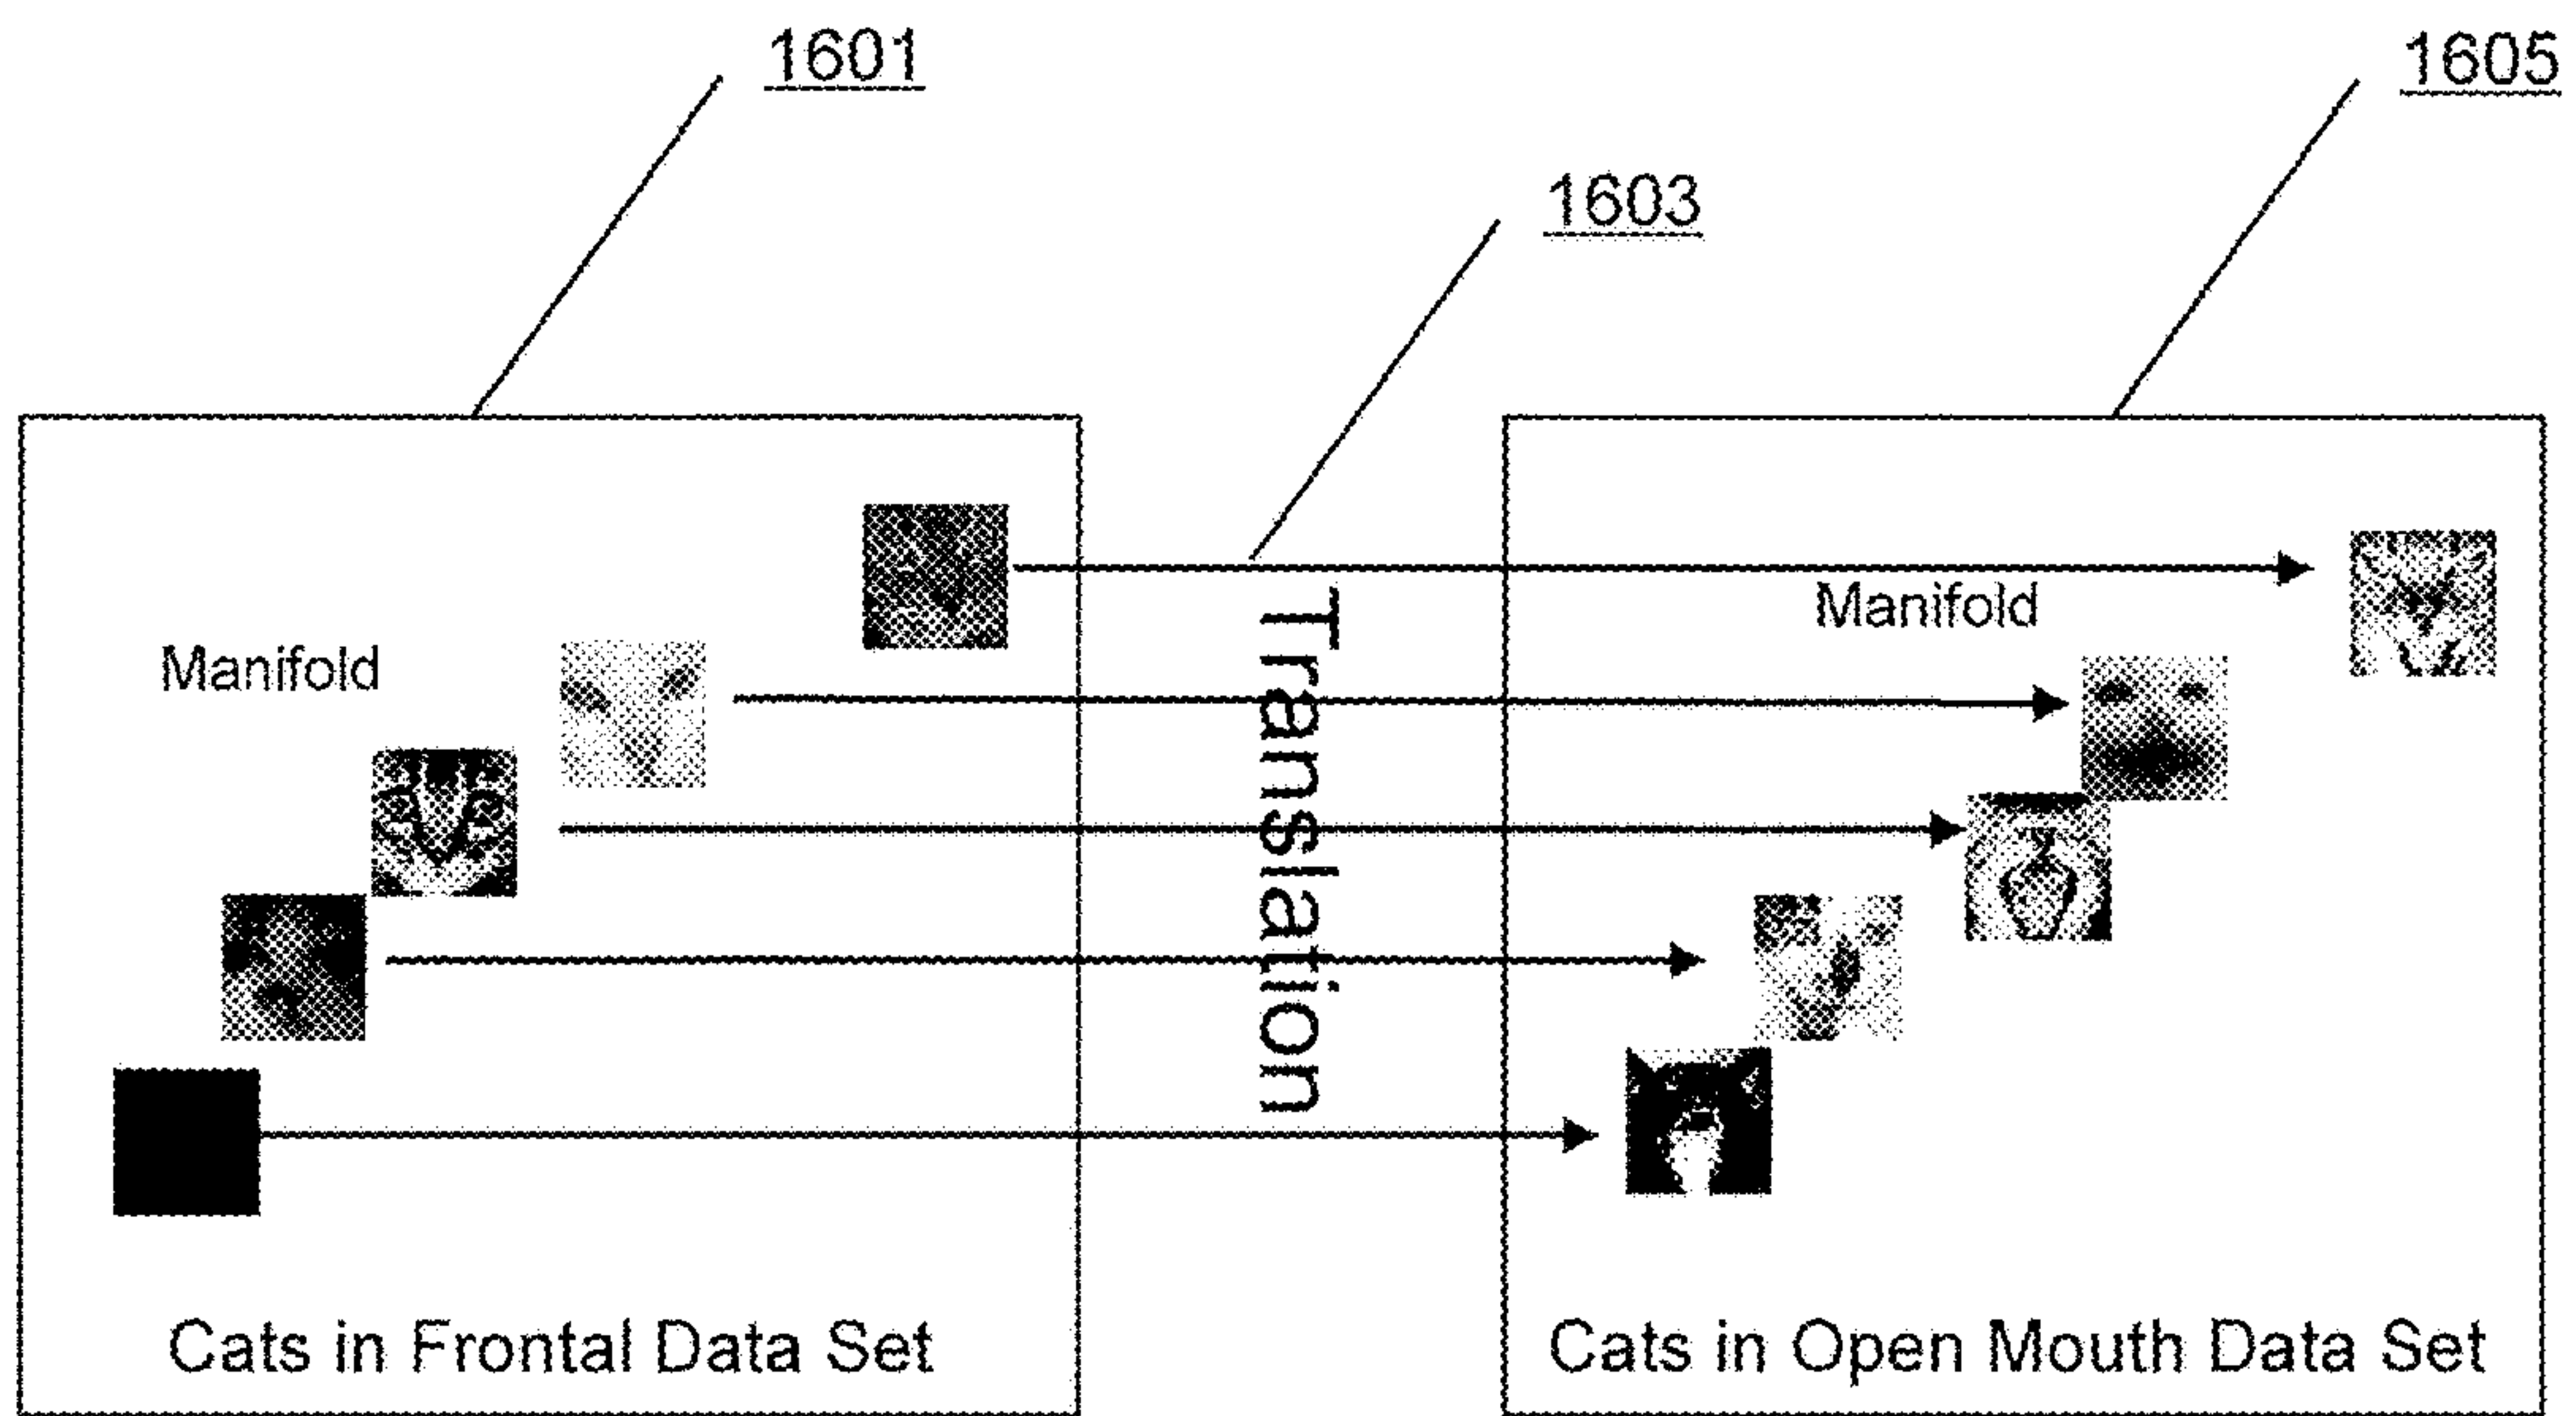 1601
1605
1603
Manifold
Manifold
Translation
Cats in Frontal Data Set
Cats in Open Mouth Data Set